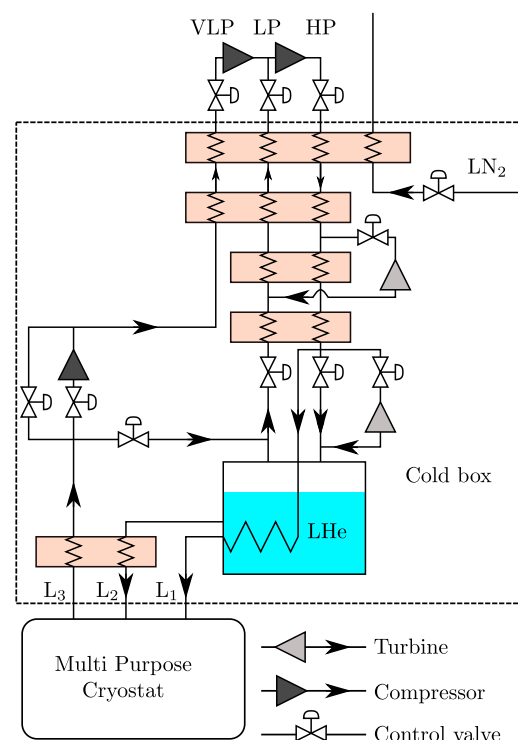 VLP LP HP
LN2
Cold box
LHe
L3 L2 L1
Multi Purpose
Cryostat
Turbine
Compressor
Control valve